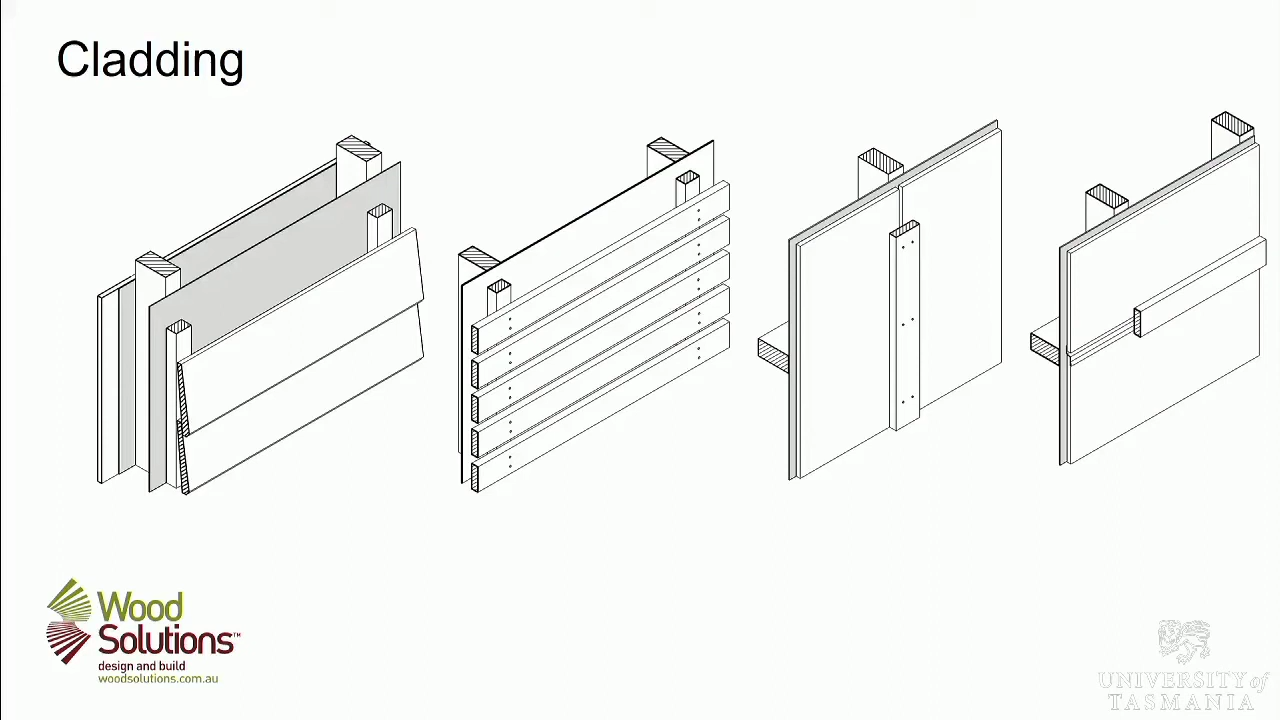 Cladding
Wood
Solutions™
design and build
woodsolutions.com.au
UNIVERSITY of
TASMANIA